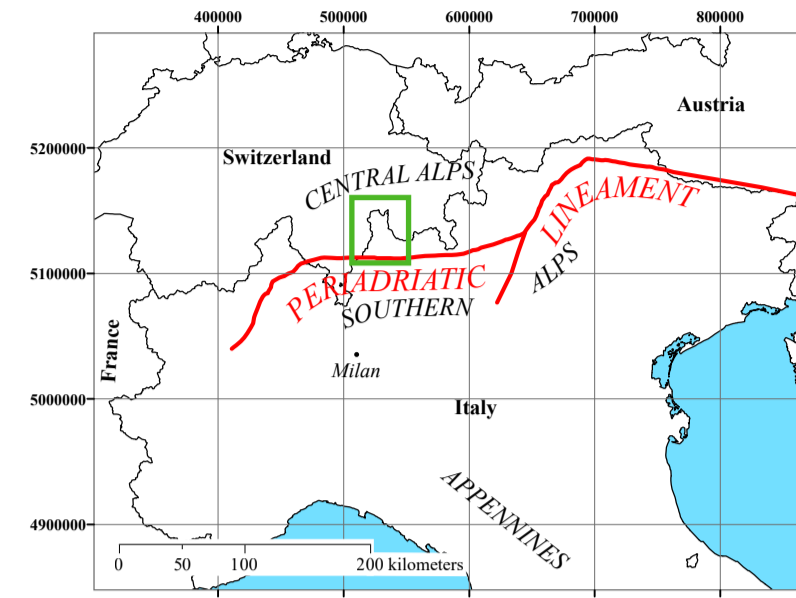 400000 500000 600000 700000 800000
Austria
5200000
Switzerland
CENTRAL ALPS
LINEAMENT
ALPS
5100000
PERIADRIATIC
SOUTHERN
France
Milan
5000000
Italy
APPENNINES
4900000
0 50 100 200 kilometers